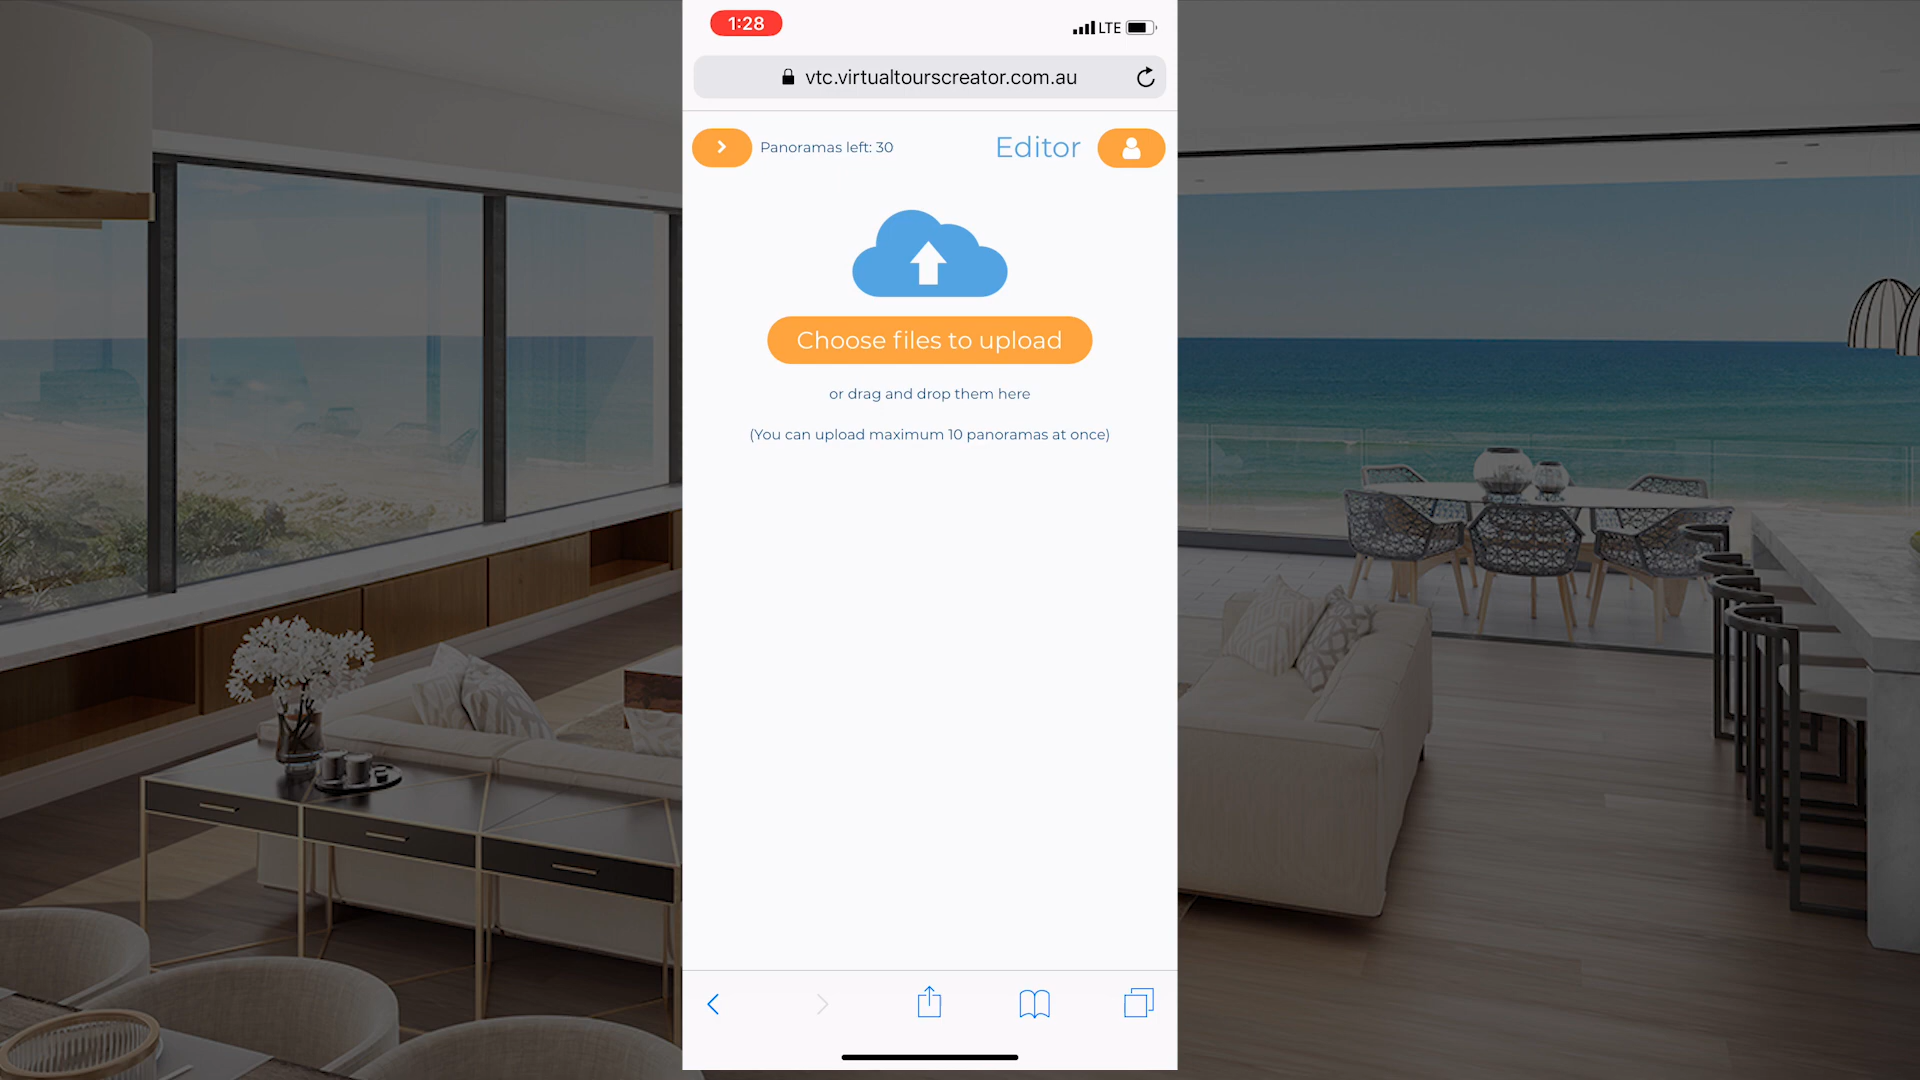 1:28
LTE
vtc.virtualtourscreator.com.au
Panoramas left: 30
Editor
Choose files to upload
or drag and drop them here
(You can upload maximum 10 panoramas at once)